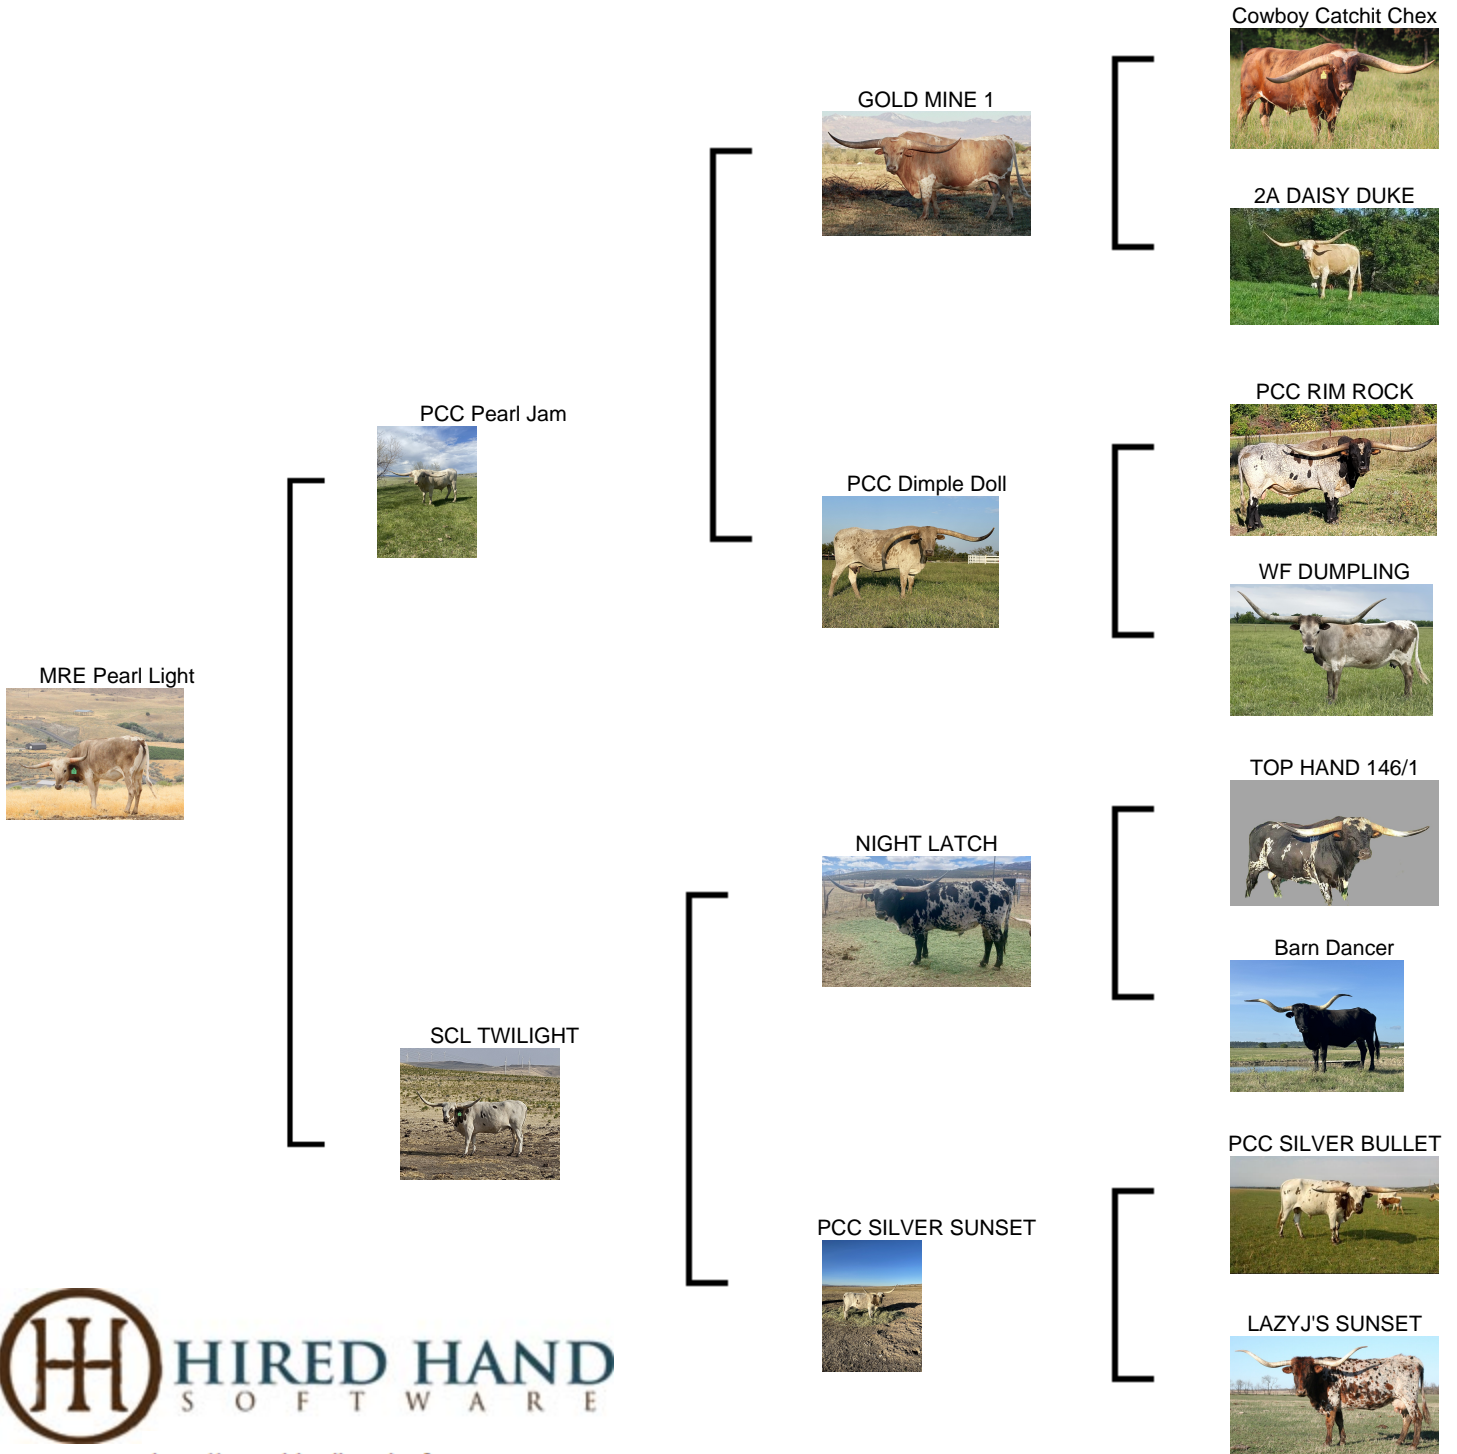 Cowboy Catchit Chex
GOLD MINE 1
2A DAISY DUKE
PCC RIM ROCK
PCC Pearl Jam
PCC Dimple Doll
WF DUMPLING
MRE Pearl Light
TOP HAND 146/1
NIGHT LATCH
Barn Dancer
SCL TWILIGHT
PCC SILVER BULLET
PCC SILVER SUNSET
LAZYJ'S SUNSET
HIRED HAND
SOFTWARE